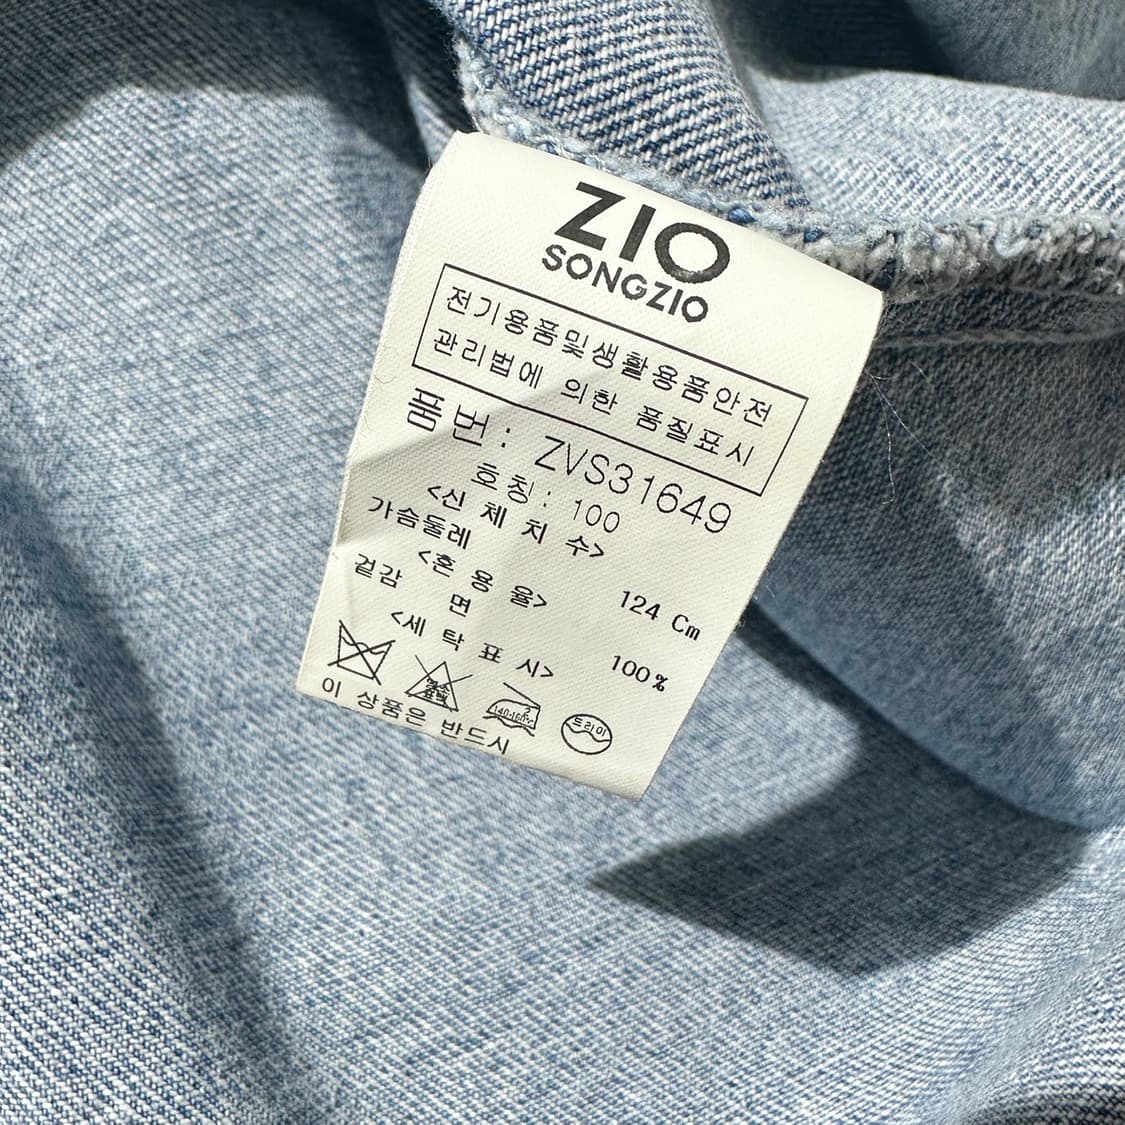 ZIO
SONGZIO
전기용품및생활용품안전
관리법에 의한 품질표시
품번: ZVS31649
호칭: 100
<신 체 치 수>
가슴둘레 124 Cm
<혼 용 율>
겉감 면 100%
<세 탁 표 시>
140-160℃
2
드라이
이 상품은 반드시